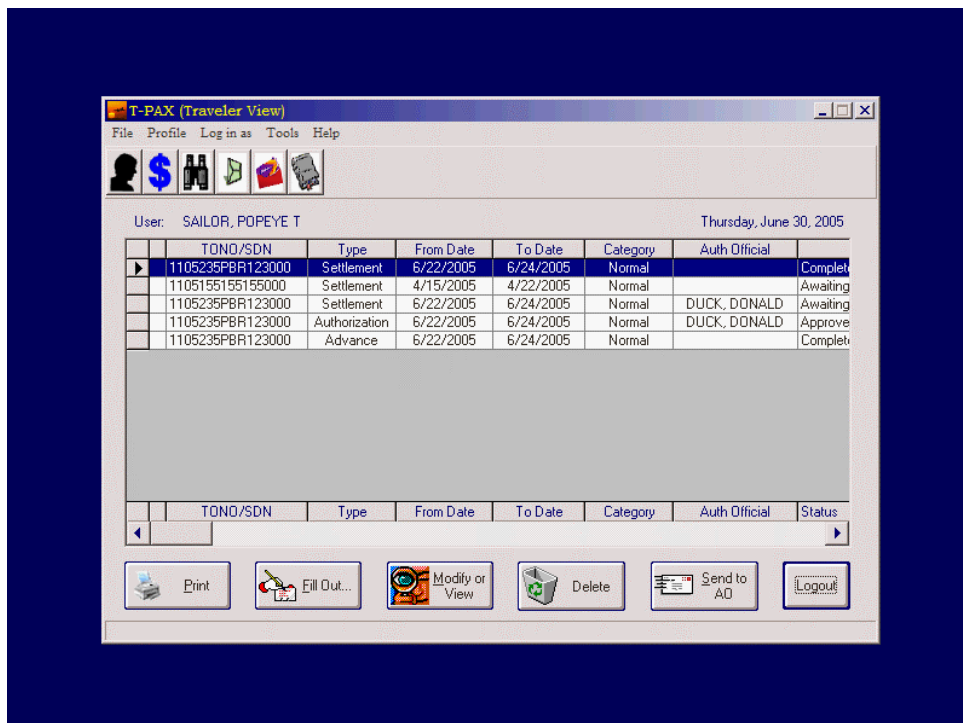 T-PAX (Traveler View)
File Profile Log in as Tools Help
User: SAILOR, POPEYE T Thursday, June 30, 2005
TONO/SDN Type From Date To Date Category Auth Official
1105235PBR123000 Settlement 6/22/2005 6/24/2005 Normal Complete
1105155155155000 Settlement 4/15/2005 4/22/2005 Normal Awaiting
1105235PBR123000 Settlement 6/22/2005 6/24/2005 Normal DUCK, DONALD Awaiting
1105235PBR123000 Authorization 6/22/2005 6/24/2005 Normal DUCK, DONALD Approve
1105235PBR123000 Advance 6/22/2005 6/24/2005 Normal Complete
TONO/SDN Type From Date To Date Category Auth Official Status
Print Fill Out... Modify or View Delete Send to AO Logout